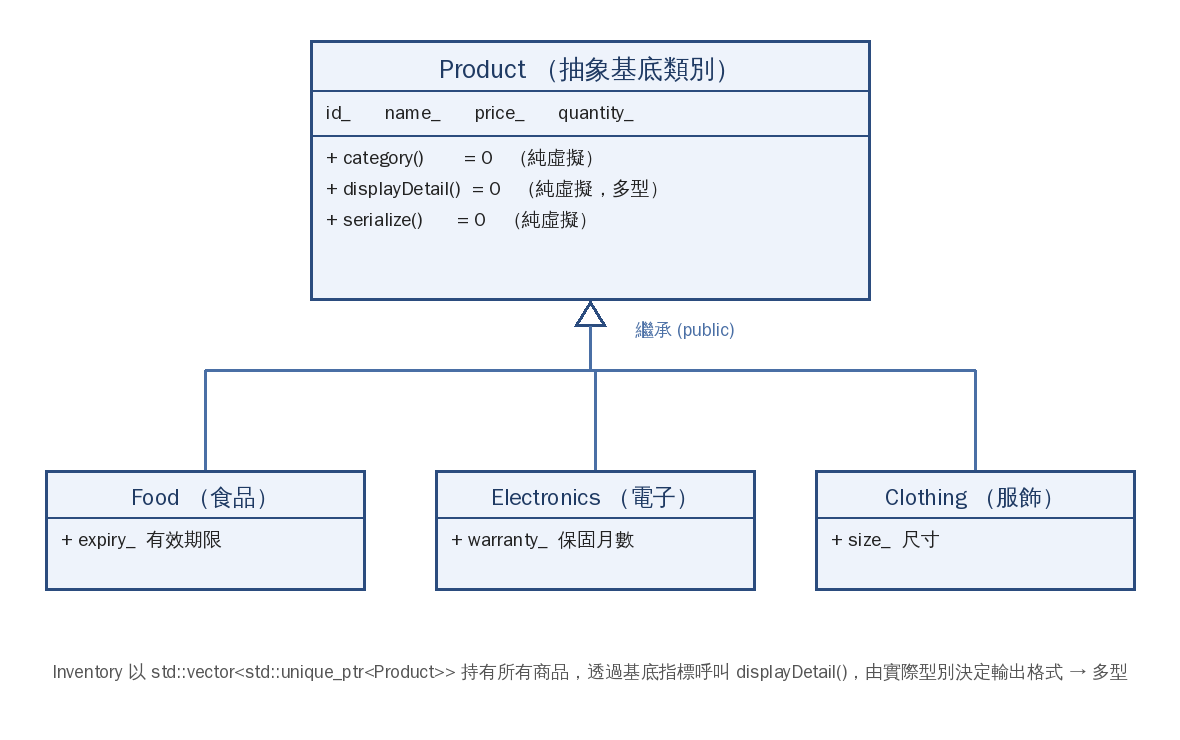 Product （抽象基底類別）
id_ name_ price_ quantity_
+ category() = 0 （純虛擬）
+ displayDetail() = 0 （純虛擬，多型）
+ serialize() = 0 （純虛擬）
繼承 (public)
Food （食品）
+ expiry_ 有效期限
Electronics （電子）
+ warranty_ 保固月數
Clothing （服飾）
+ size_ 尺寸
Inventory 以 std::vector<std::unique_ptr<Product>> 持有所有商品，透過基底指標呼叫 displayDetail()，由實際型別決定輸出格式 → 多型